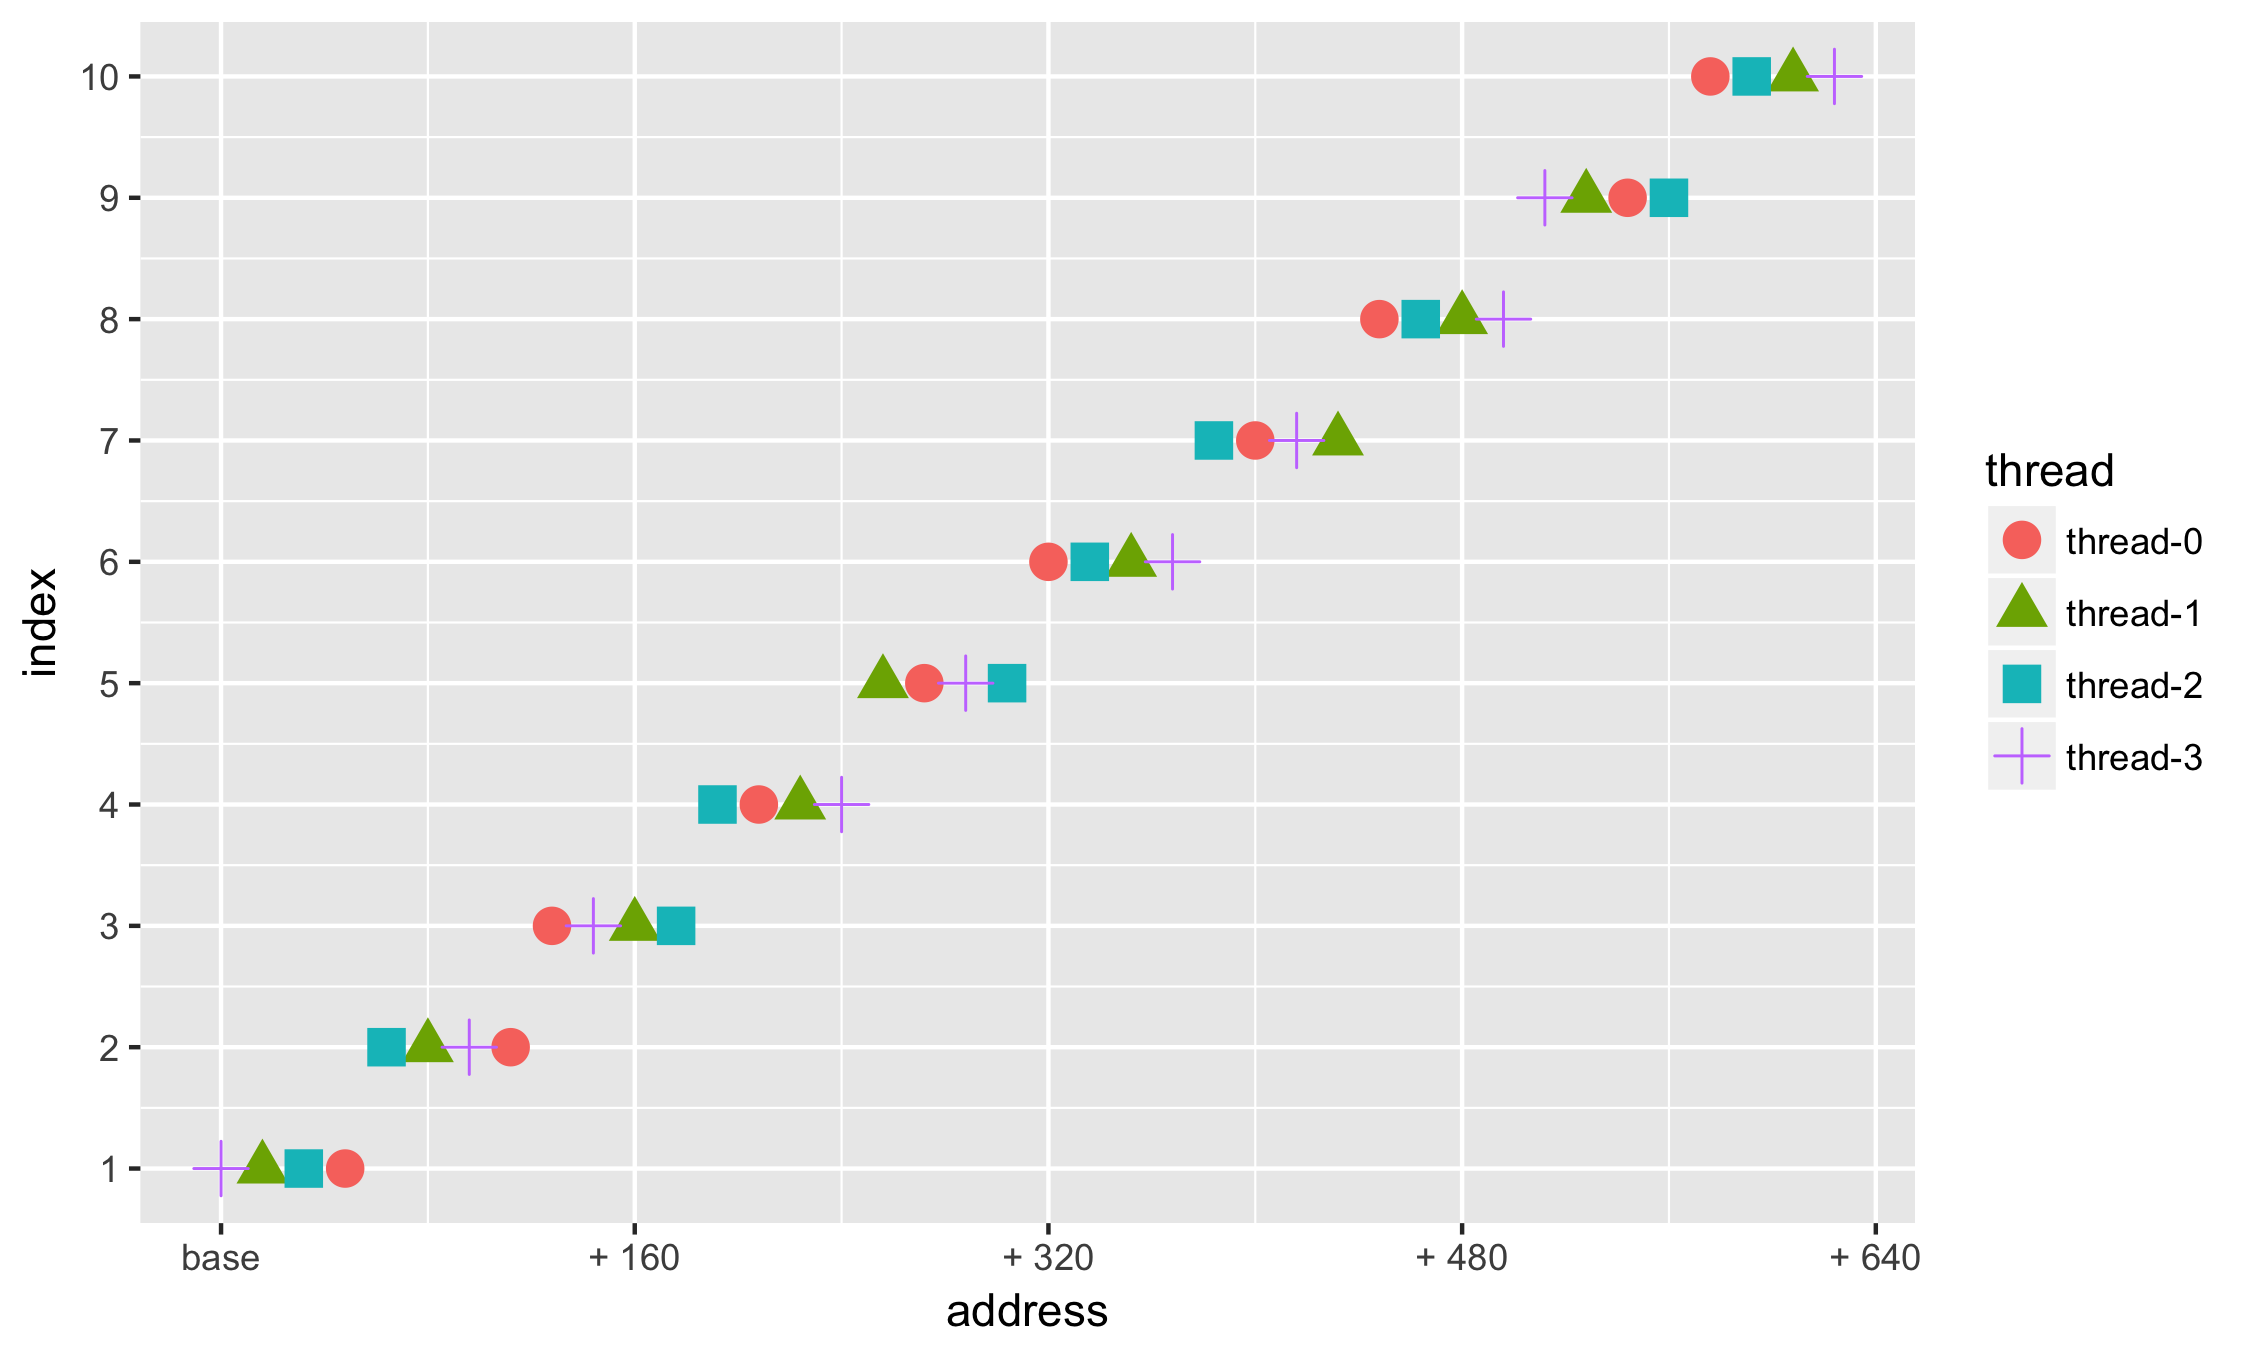 10
9
8
7
6
5
4
3
2
1
index
base + 160 + 320 + 480 + 640
address
thread
thread-0
thread-1
thread-2
thread-3